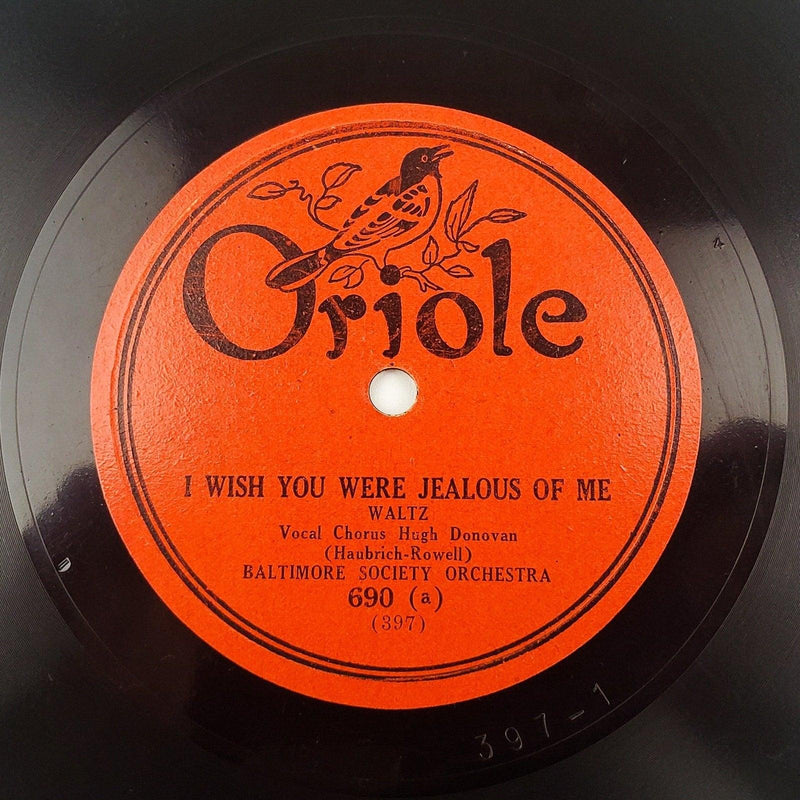 Oriole
I WISH YOU WERE JEALOUS OF ME
WALTZ
Vocal Chorus Hugh Donovan
(Haubrich-Rowell)
BALTIMORE SOCIETY ORCHESTRA
690 (a)
(397)
397-1
4